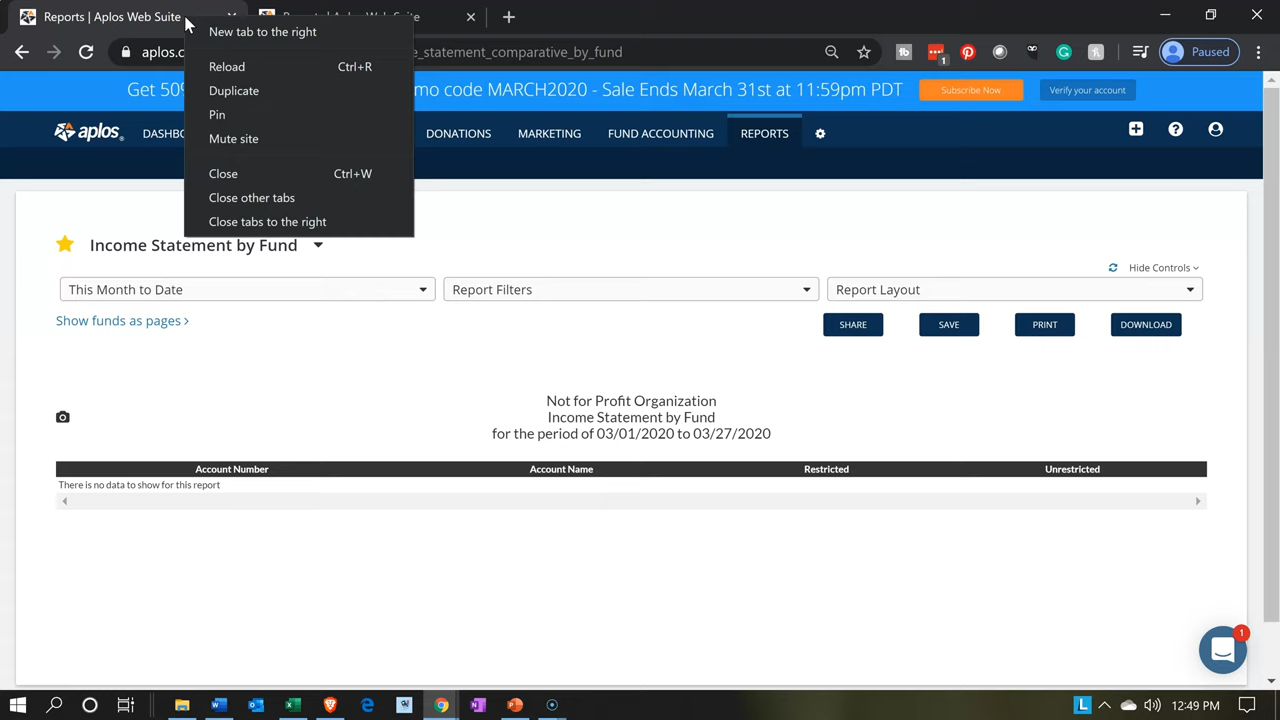 Reports | Aplos Web Suite
New tab to the right
aplos.c
e_statement_comparative_by_fund
1
Paused
Reload Ctrl+R
Duplicate
Pin
Mute site
Close Ctrl+W
Close other tabs
Close tabs to the right
Get 50
mo code MARCH2020 - Sale Ends March 31st at 11:59pm PDT
Subscribe Now
Verify your account
aplos
DASHBO
DONATIONS
MARKETING
FUND ACCOUNTING
REPORTS
Income Statement by Fund
Hide Controls
This Month to Date
Report Filters
Report Layout
Show funds as pages >
SHARE
SAVE
PRINT
DOWNLOAD
Not for Profit Organization
Income Statement by Fund
for the period of 03/01/2020 to 03/27/2020
Account Number Account Name Restricted Unrestricted
There is no data to show for this report
1
L
12:49 PM